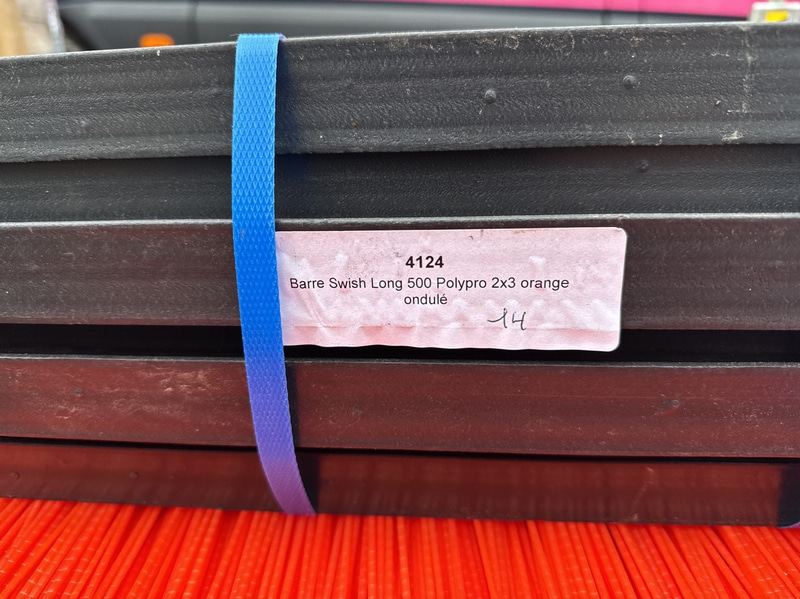 4124
Barre Swish Long 500 Polypro 2x3 orange
ondulé
14